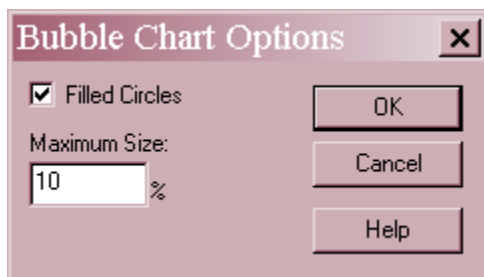 Bubble Chart Options
Filled Circles
OK
Maximum Size:
10 %
Cancel
Help